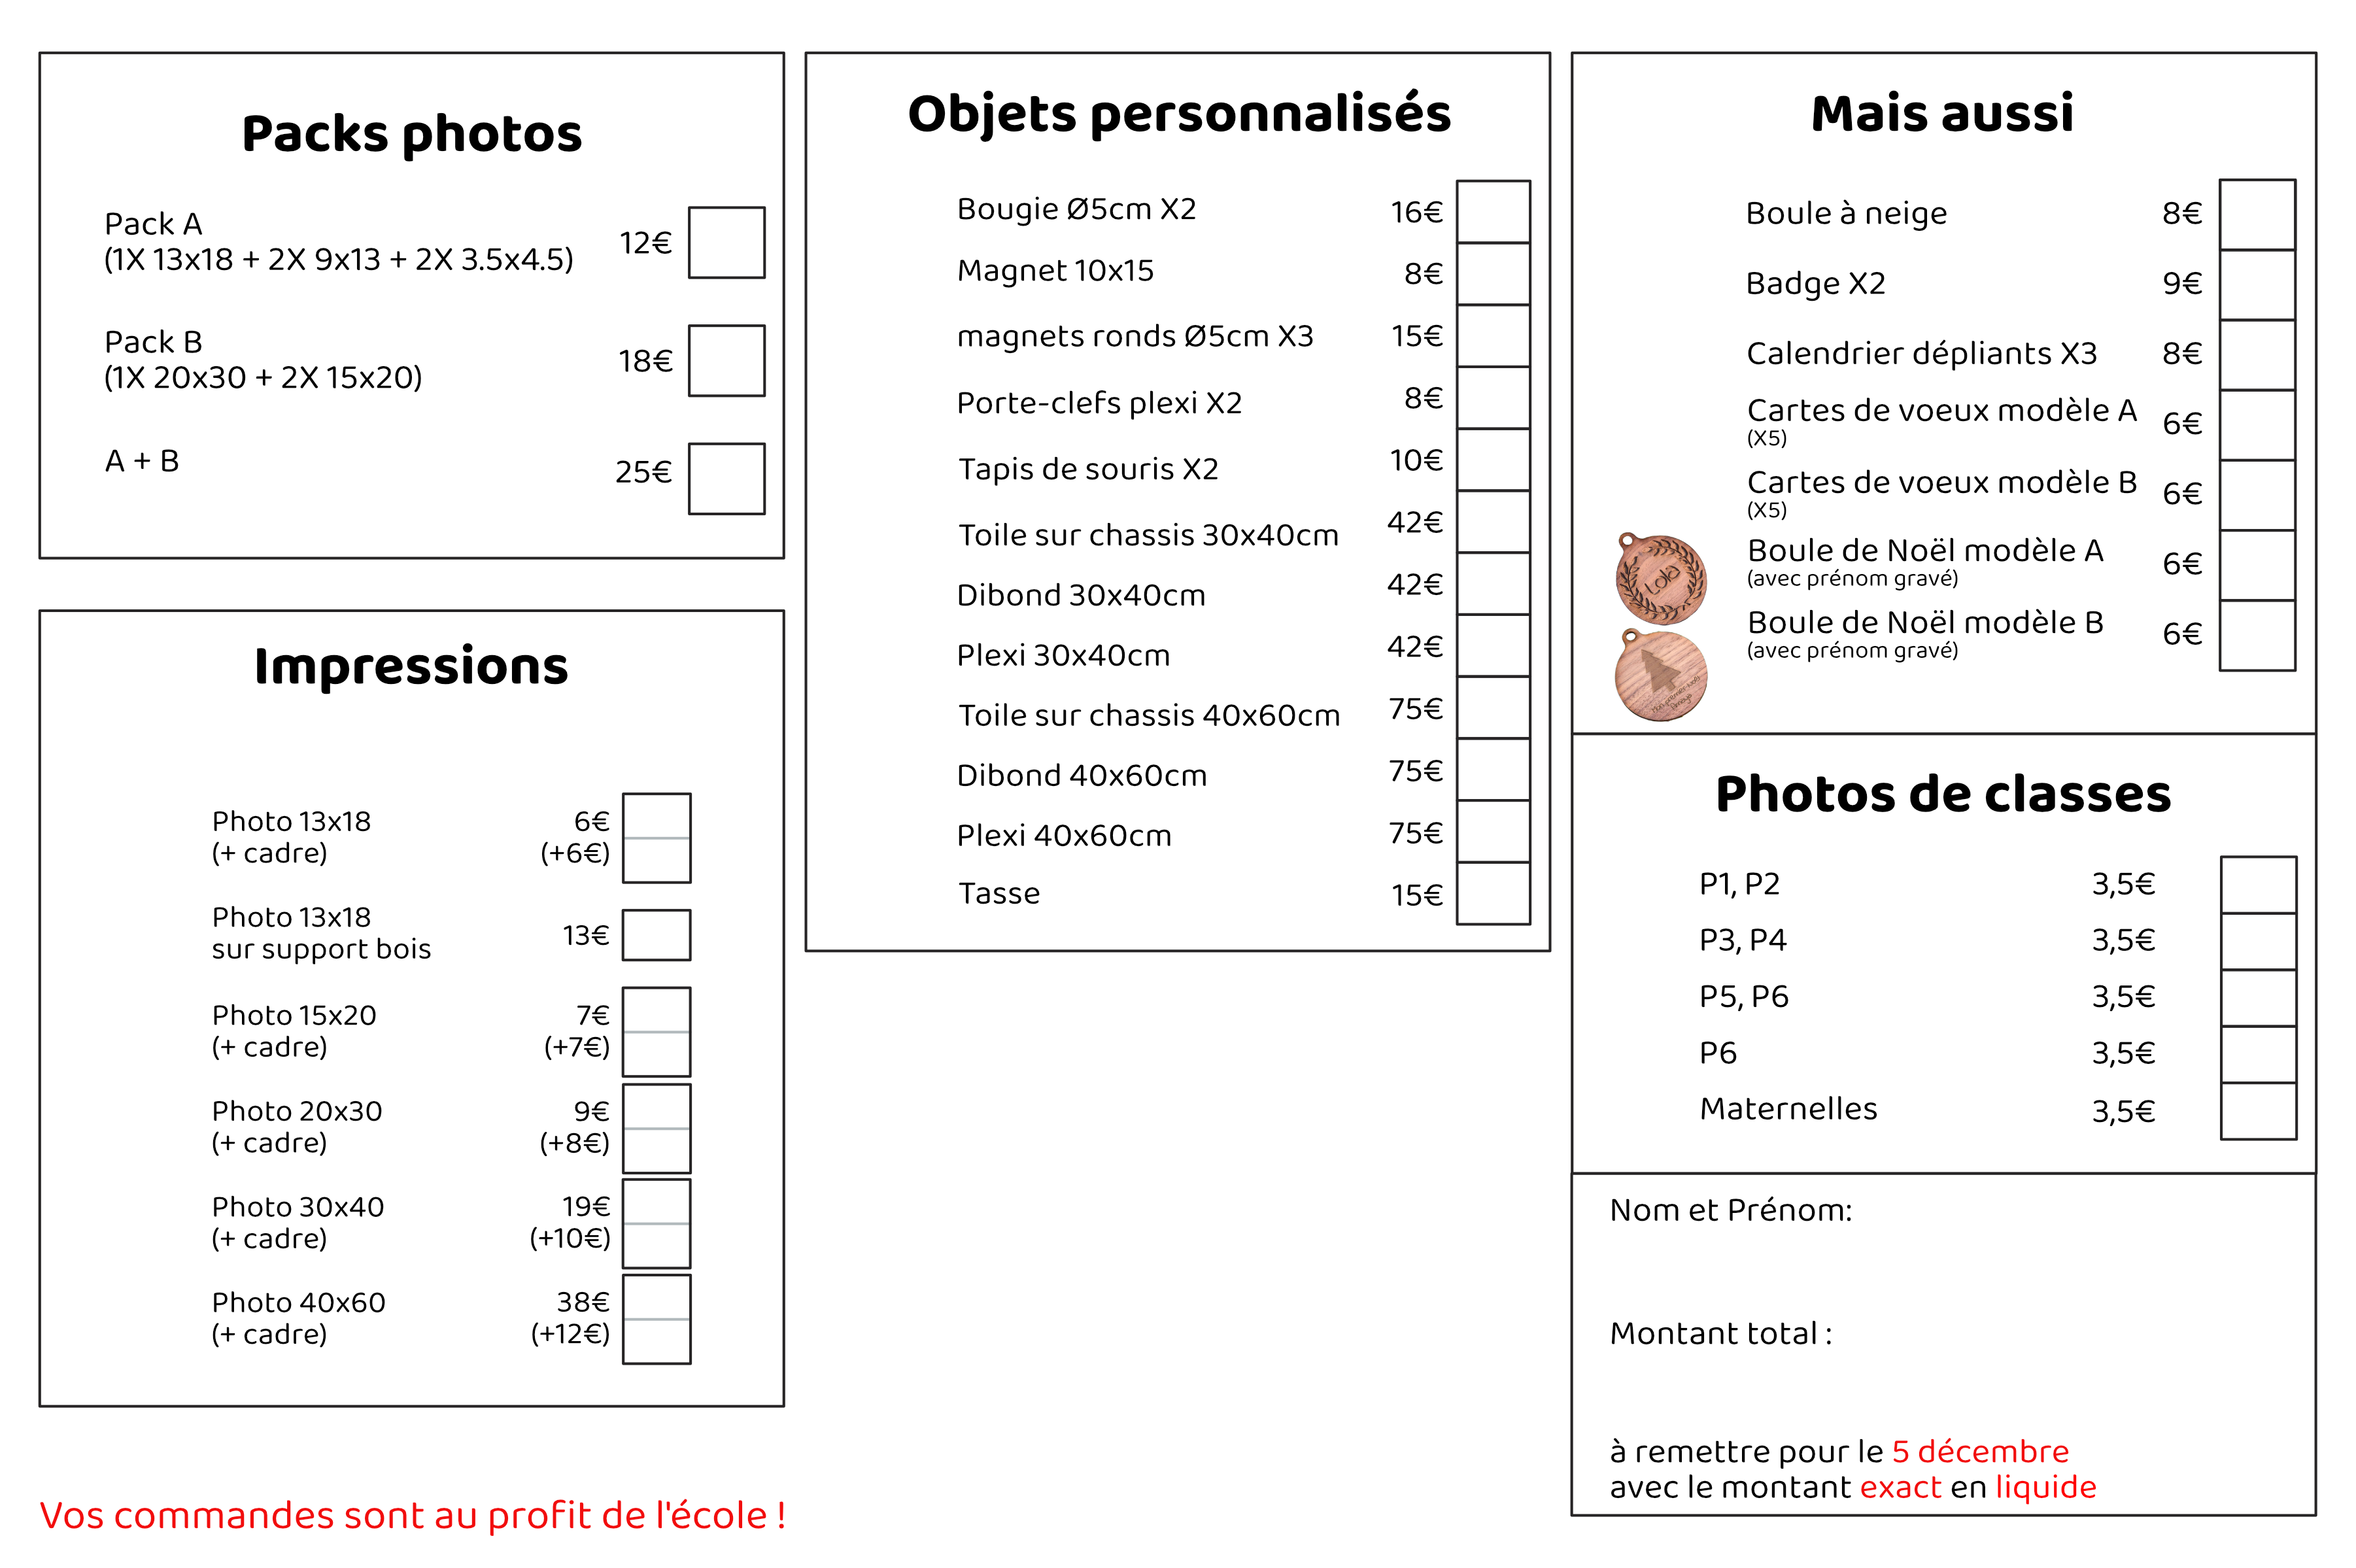 Packs photos
Pack A
(1X 13x18 + 2X 9x13 + 2X 3.5x4.5) 12€
Pack B
(1X 20x30 + 2X 15x20) 18€
A + B 25€
Impressions
Photo 13x18 6€
(+ cadre) (+6€)
Photo 13x18
sur support bois 13€
Photo 15x20 7€
(+ cadre) (+7€)
Photo 20x30 9€
(+ cadre) (+8€)
Photo 30x40 19€
(+ cadre) (+10€)
Photo 40x60 38€
(+ cadre) (+12€)
Vos commandes sont au profit de l'école !
Objets personnalisés
Bougie Ø5cm X2 16€
Magnet 10x15 8€
magnets ronds Ø5cm X3 15€
Porte-clefs plexi X2 8€
Tapis de souris X2 10€
Toile sur chassis 30x40cm 42€
Dibond 30x40cm 42€
Plexi 30x40cm 42€
Toile sur chassis 40x60cm 75€
Dibond 40x60cm 75€
Plexi 40x60cm 75€
Tasse 15€
Mais aussi
Boule à neige 8€
Badge X2 9€
Calendrier dépliants X3 8€
Cartes de voeux modèle A 6€
(X5)
Cartes de voeux modèle B 6€
(X5)
Lola
Boule de Noël modèle A 6€
(avec prénom gravé)
Boule de Noël modèle B 6€
(avec prénom gravé)
Photos de classes
P1, P2 3,5€
P3, P4 3,5€
P5, P6 3,5€
P6 3,5€
Maternelles 3,5€
Nom et Prénom:
Montant total :
à remettre pour le 5 décembre
avec le montant exact en liquide